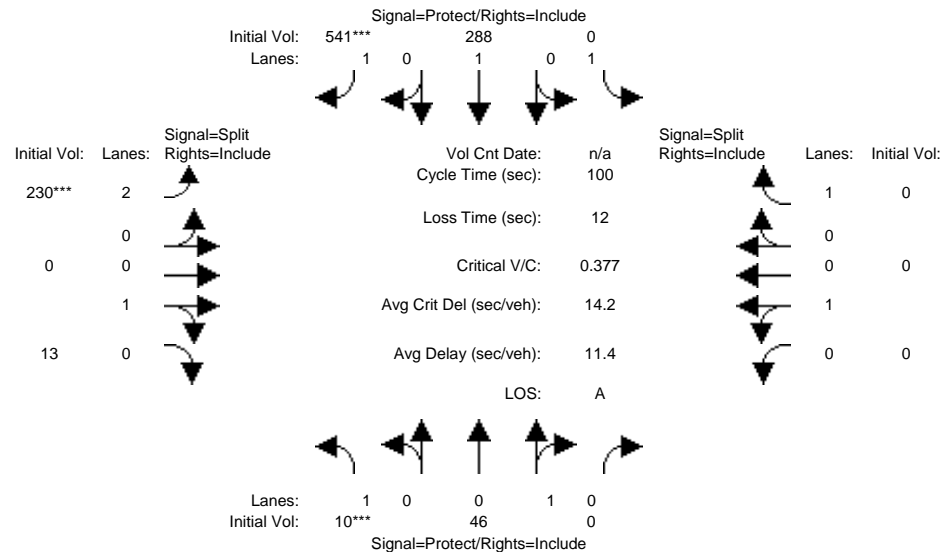 Signal=Protect/Rights=Include
Initial Vol: 541*** 288 0
Lanes: 1 0 1 0 1
Signal=Split Signal=Split
Initial Vol: Lanes: Rights=Include Vol Cnt Date: n/a Rights=Include Lanes: Initial Vol:
Cycle Time (sec): 100
230*** 2 1 0
Loss Time (sec): 12
0 0
0 0 Critical V/C: 0.377 0 0
1 Avg Crit Del (sec/veh): 14.2 1
13 0 Avg Delay (sec/veh): 11.4 0 0
LOS: A
Lanes: 1 0 0 1 0
Initial Vol: 10*** 46 0
Signal=Protect/Rights=Include